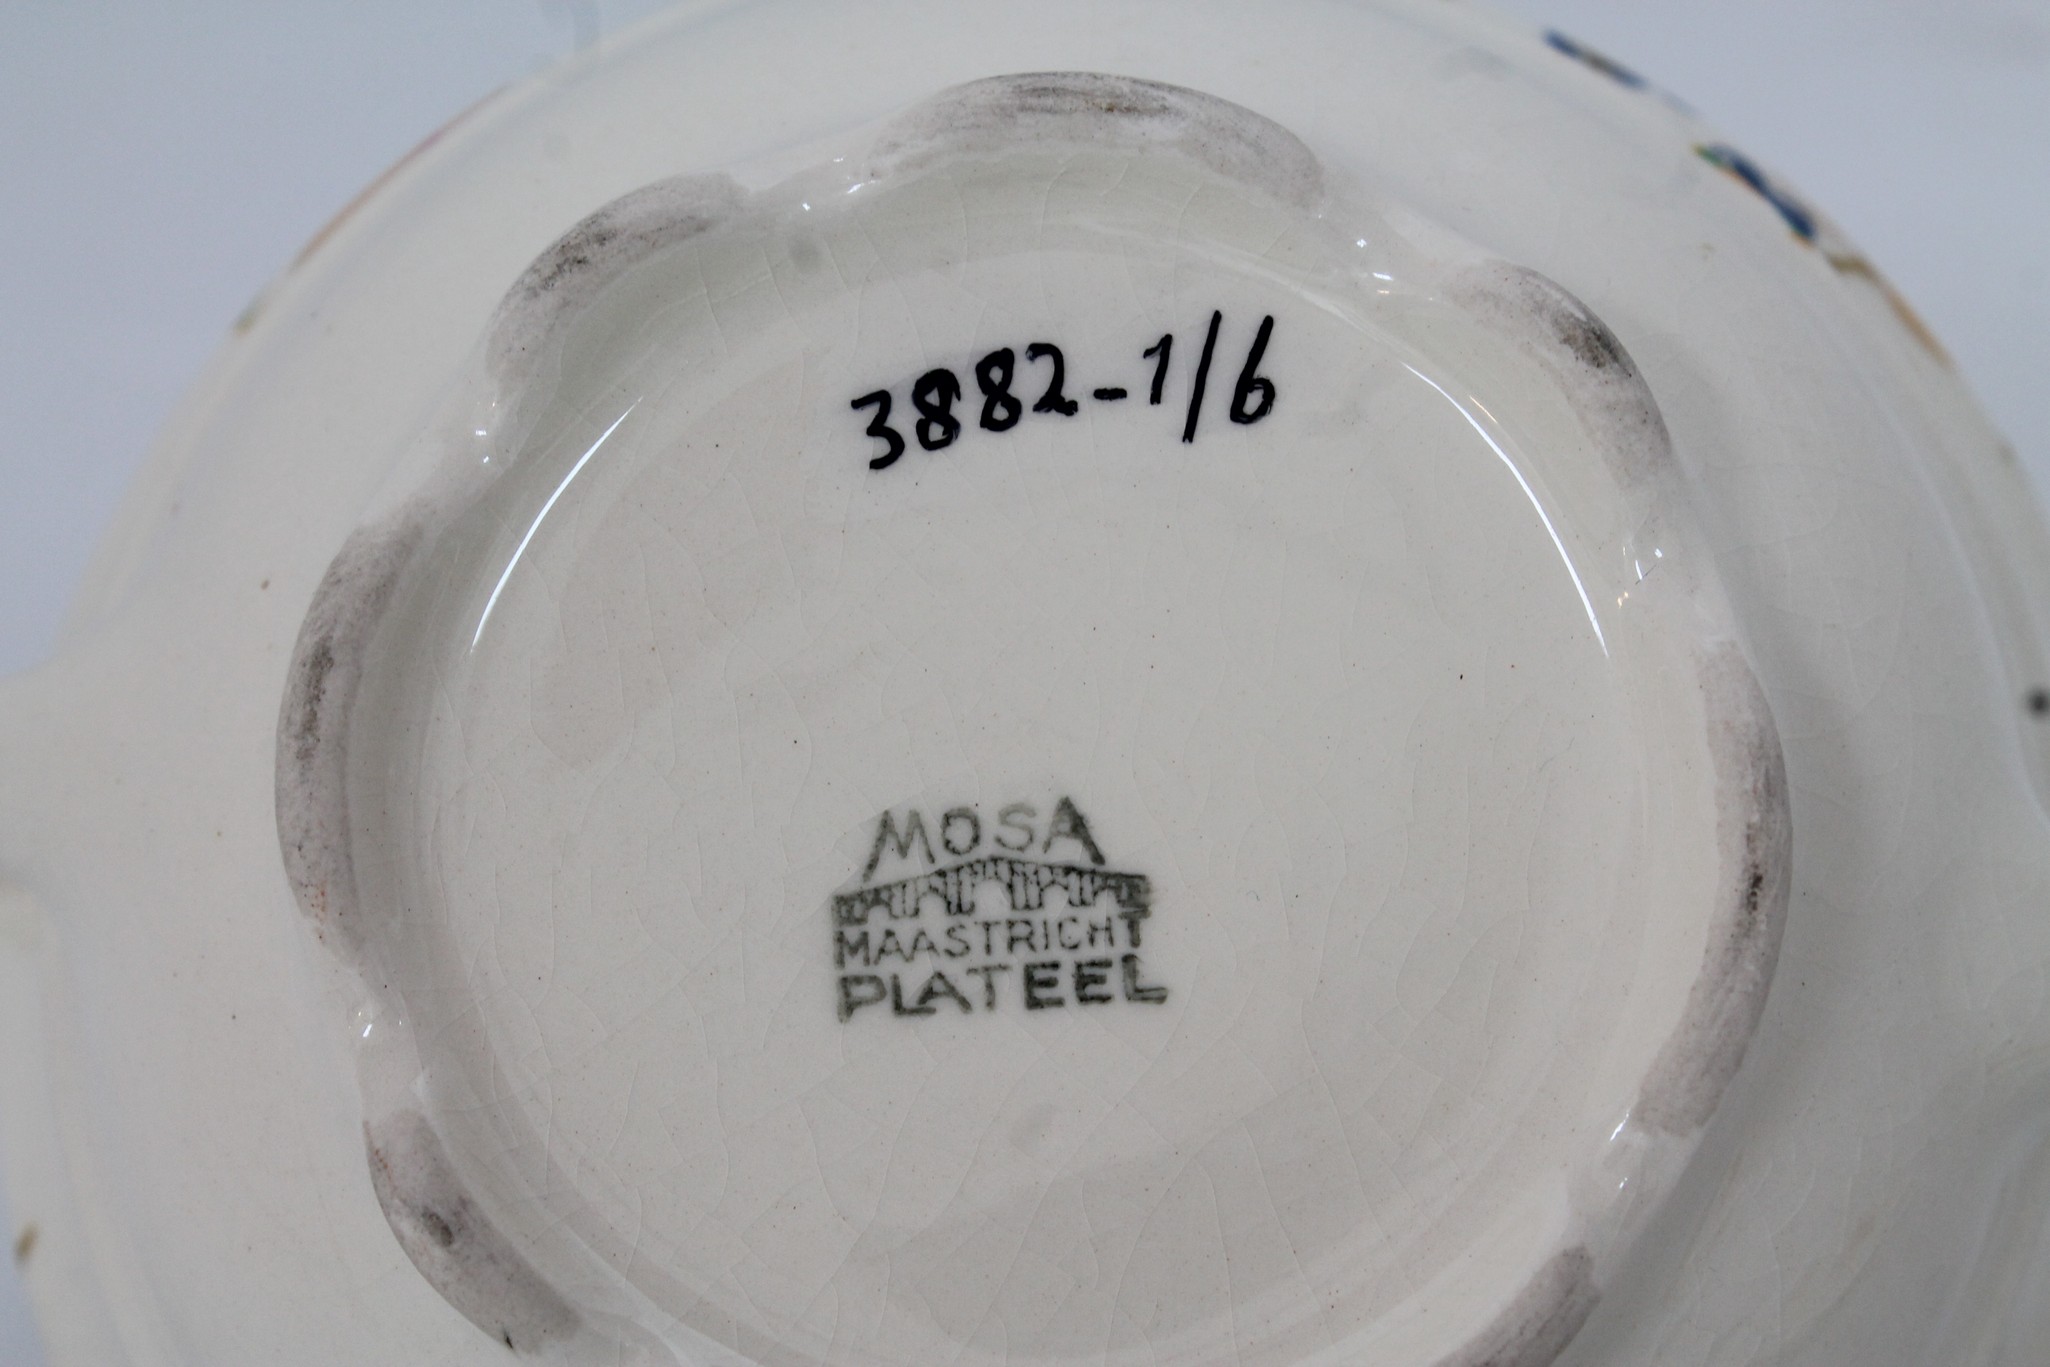 3882-1/6
MOSA
MAASTRICHT
PLATEEL